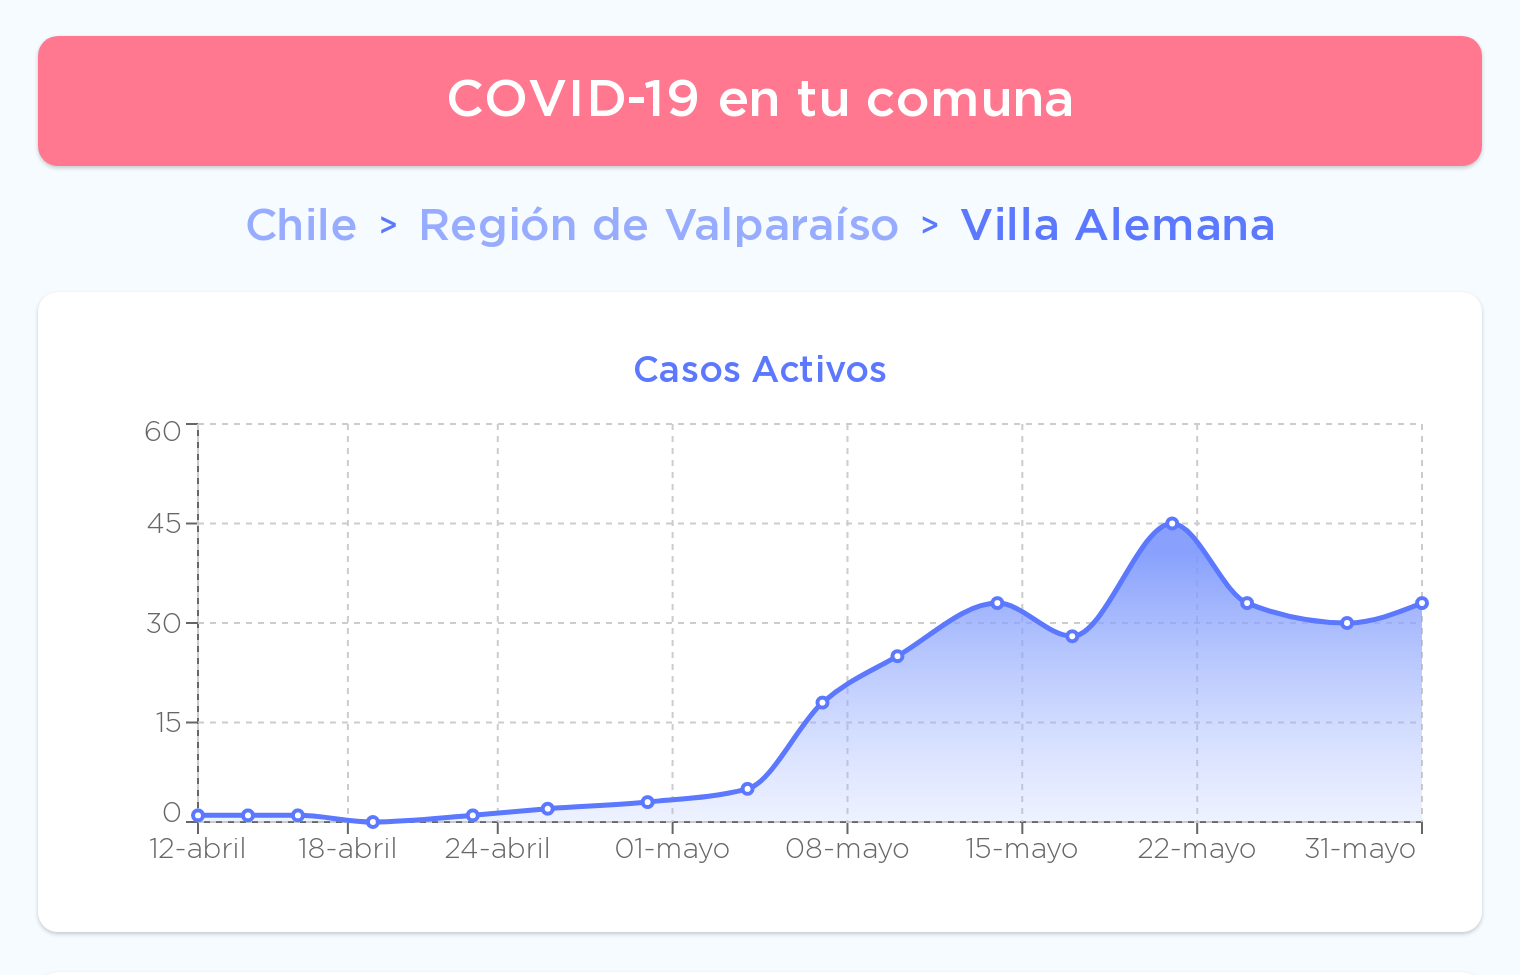 COVID-19 en tu comuna
Chile > Región de Valparaíso > Villa Alemana
Casos Activos
60
45
30
15
0
12-abril 18-abril 24-abril 01-mayo 08-mayo 15-mayo 22-mayo 31-mayo